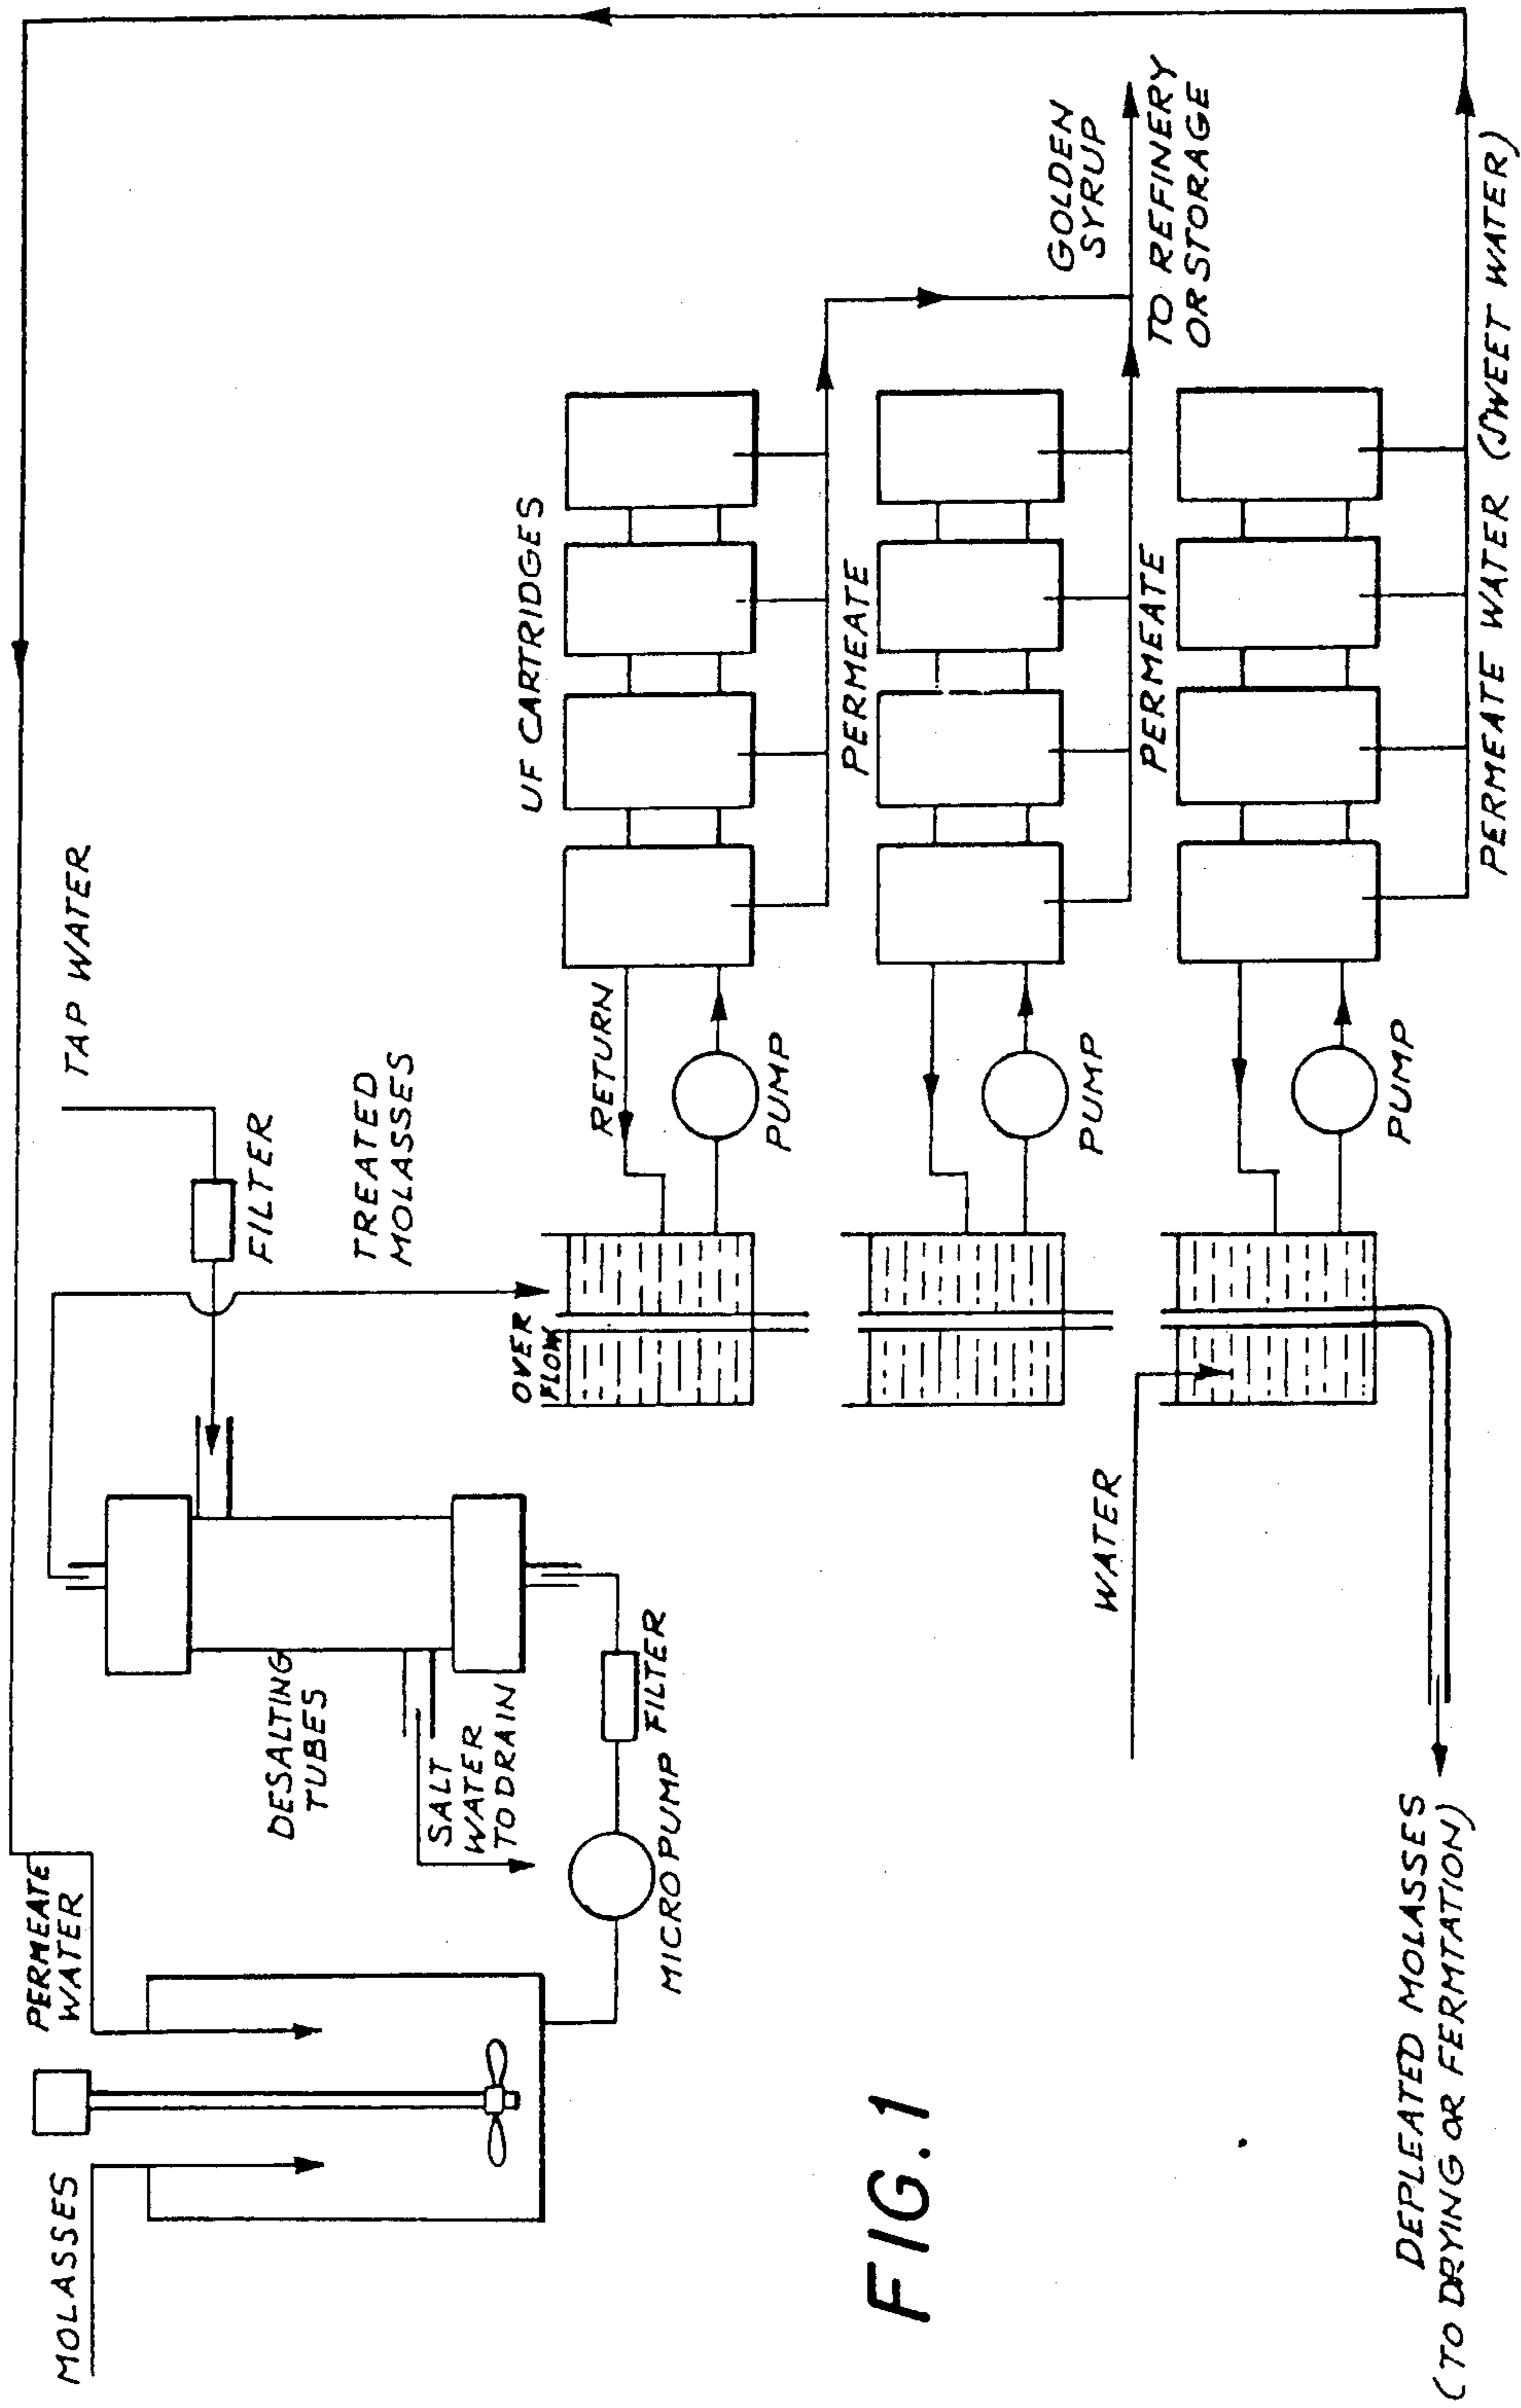 MOLASSES
PERMEATE
WATER
DESALTING
TUBES
SALT
WATER
TO DRAIN
MICROPUMP
FILTER
TAP WATER
FILTER
TREATED
MOLASSES
OVER
FLOW
RETURN
PUMP
UF CARTRIDGES
PERMEATE
PUMP
PERMEATE
GOLDEN
SYRUP
TO REFINERY
OR STORAGE
WATER
PUMP
PERMEATE WATER (SWEET WATER)
DEPLEATED MOLASSES
(TO DRYING OR FERMTATION)
FIG.1